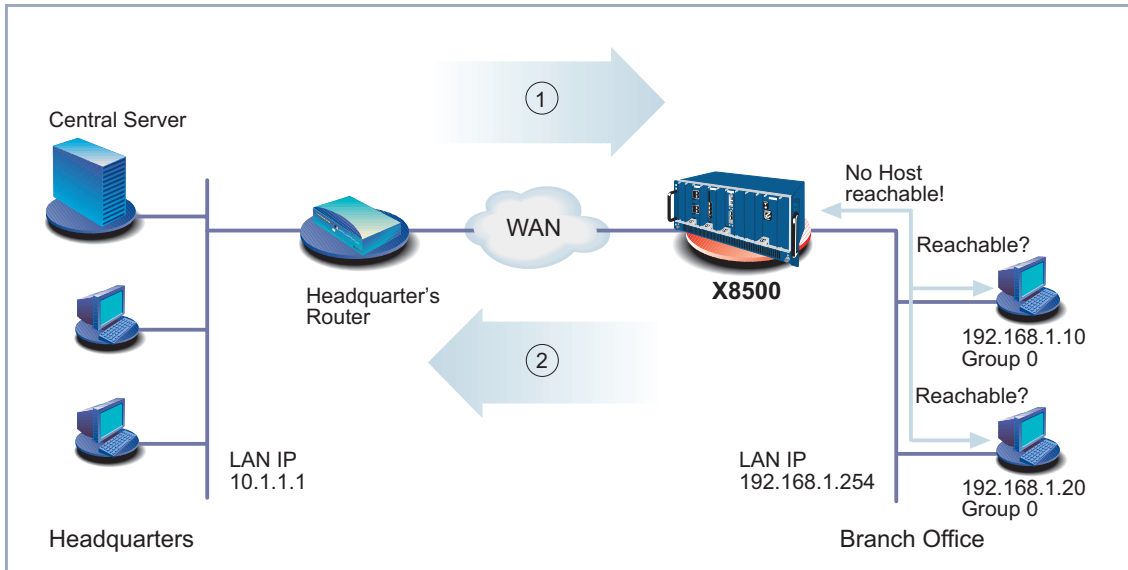 1
Central Server
No Host
reachable!
WAN
Reachable?
X8500
Headquarter's
Router
192.168.1.10
Group 0
2
Reachable?
LAN IP
10.1.1.1
LAN IP
192.168.1.254
192.168.1.20
Group 0
Headquarters
Branch Office